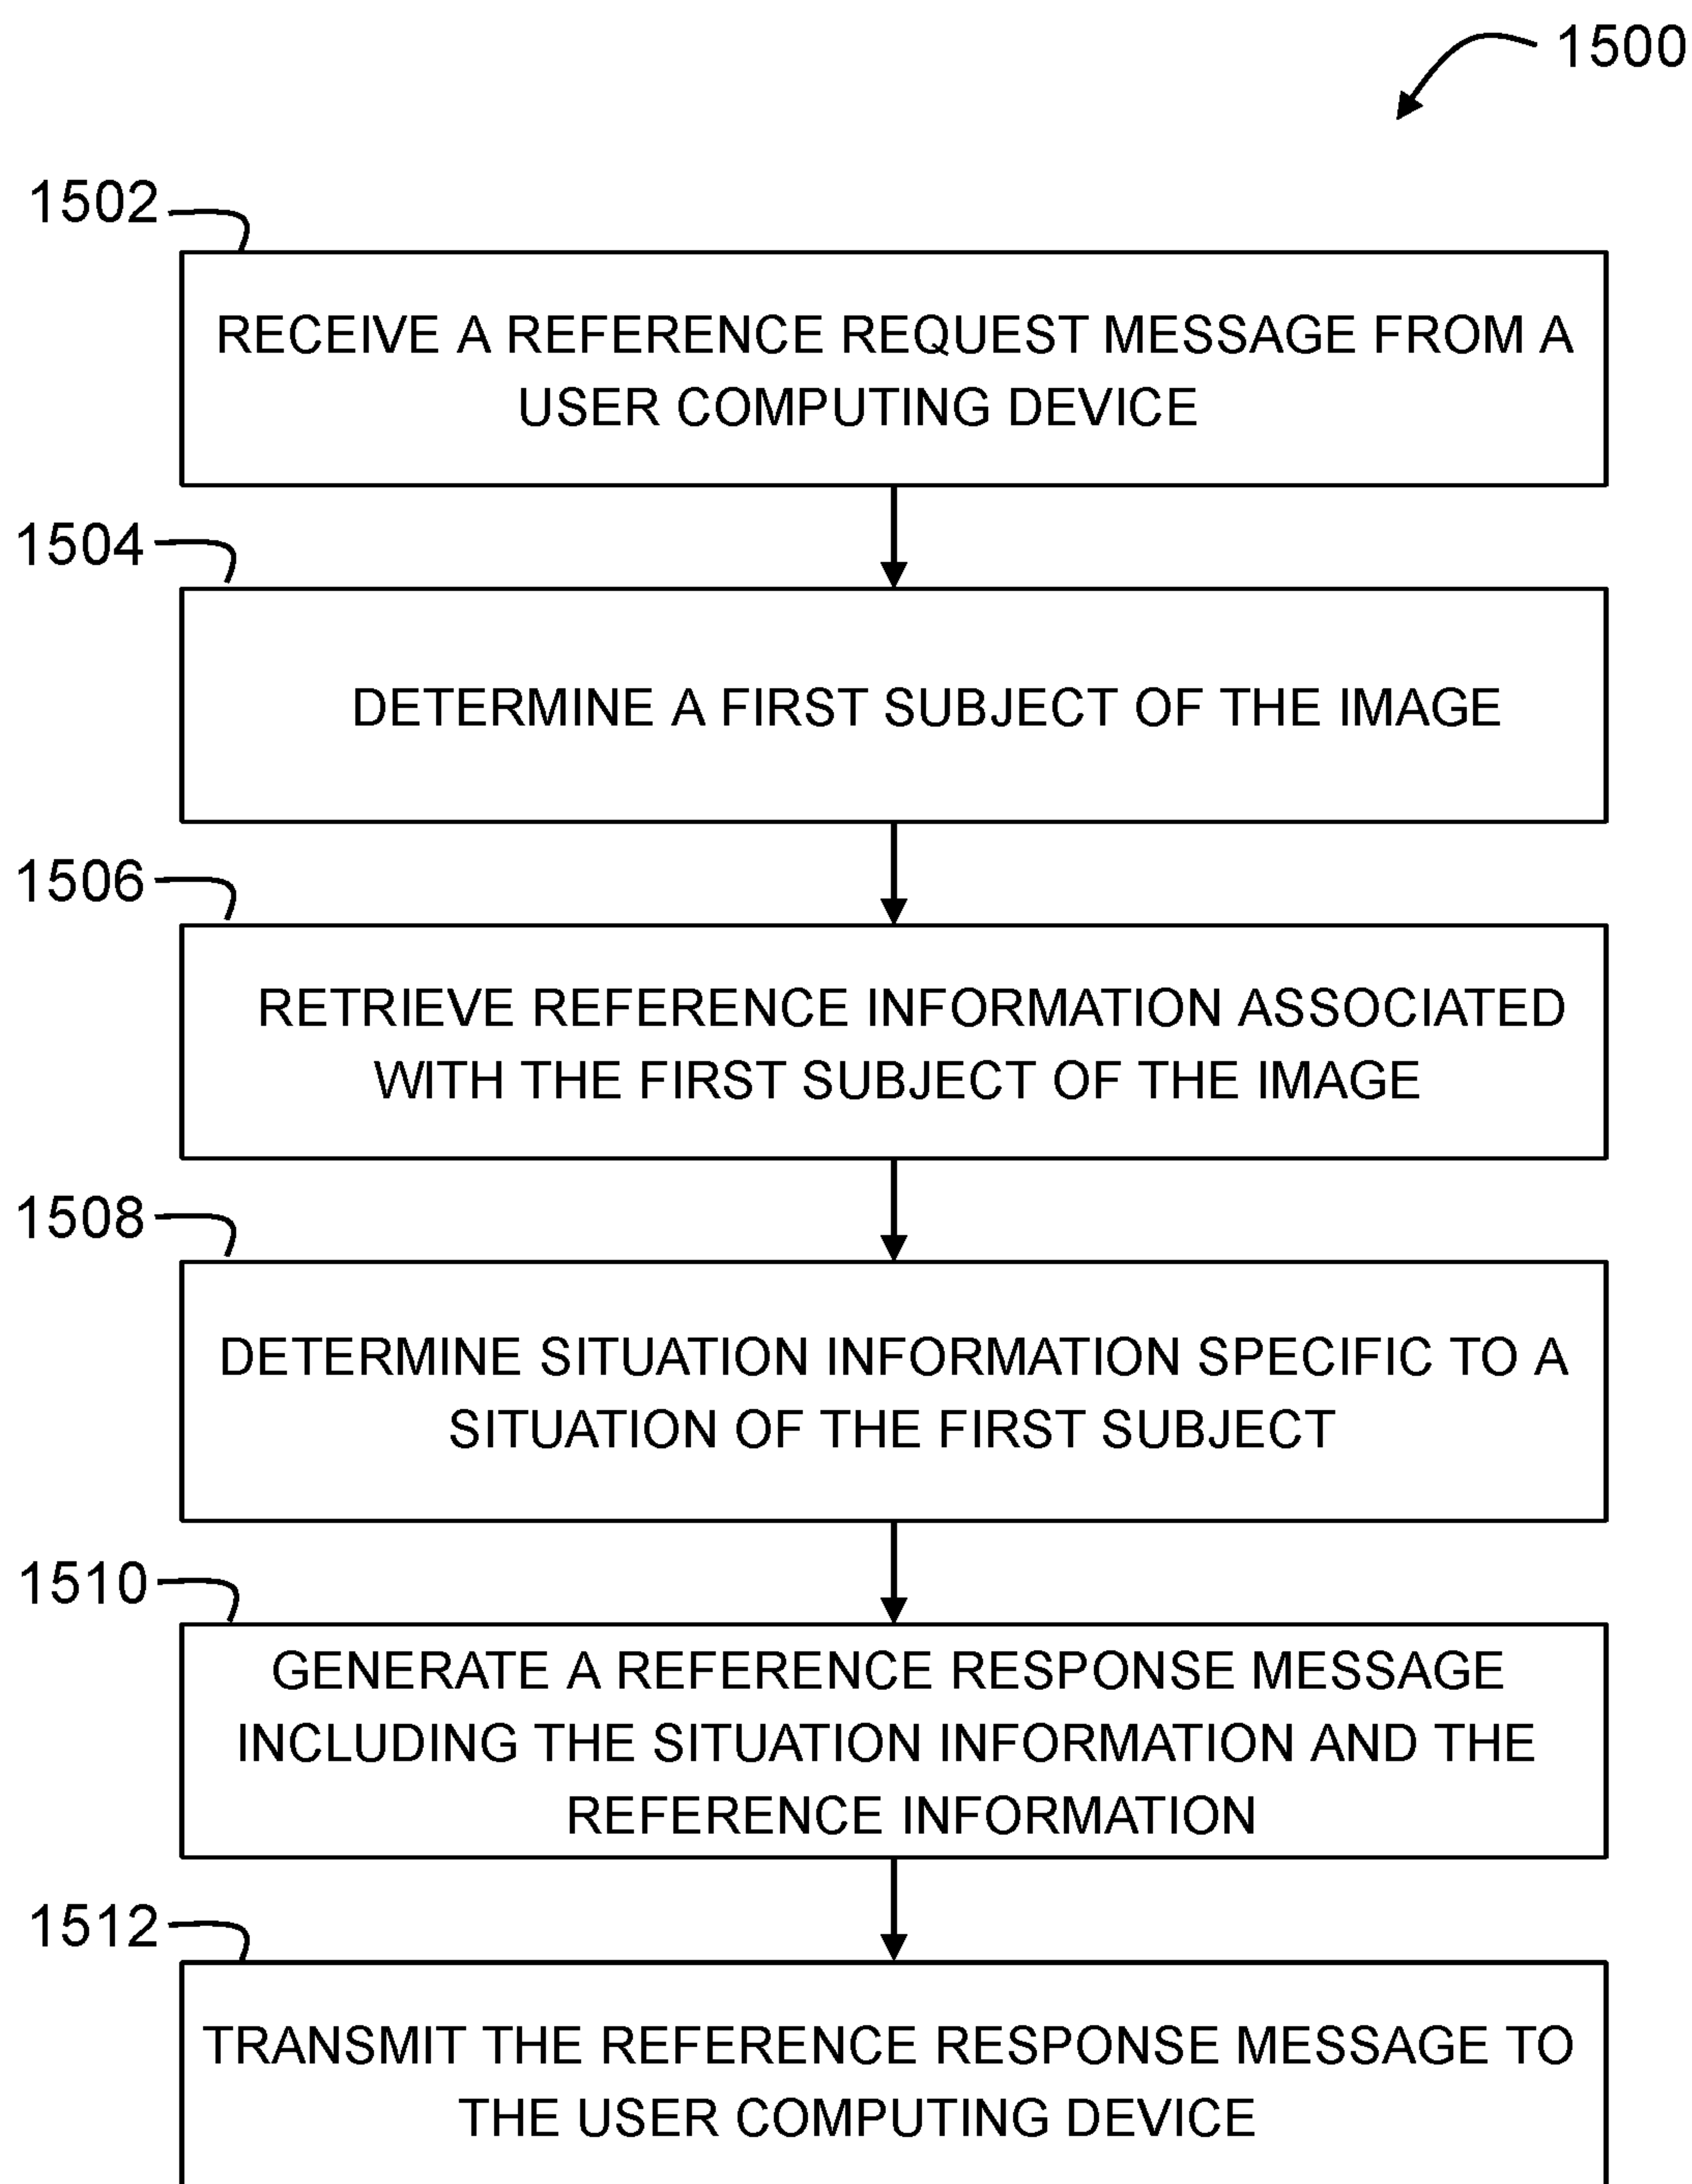 1500
1502
RECEIVE A REFERENCE REQUEST MESSAGE FROM A
USER COMPUTING DEVICE
1504
DETERMINE A FIRST SUBJECT OF THE IMAGE
1506
RETRIEVE REFERENCE INFORMATION ASSOCIATED
WITH THE FIRST SUBJECT OF THE IMAGE
1508
DETERMINE SITUATION INFORMATION SPECIFIC TO A
SITUATION OF THE FIRST SUBJECT
1510
GENERATE A REFERENCE RESPONSE MESSAGE
INCLUDING THE SITUATION INFORMATION AND THE
REFERENCE INFORMATION
1512
TRANSMIT THE REFERENCE RESPONSE MESSAGE TO
THE USER COMPUTING DEVICE